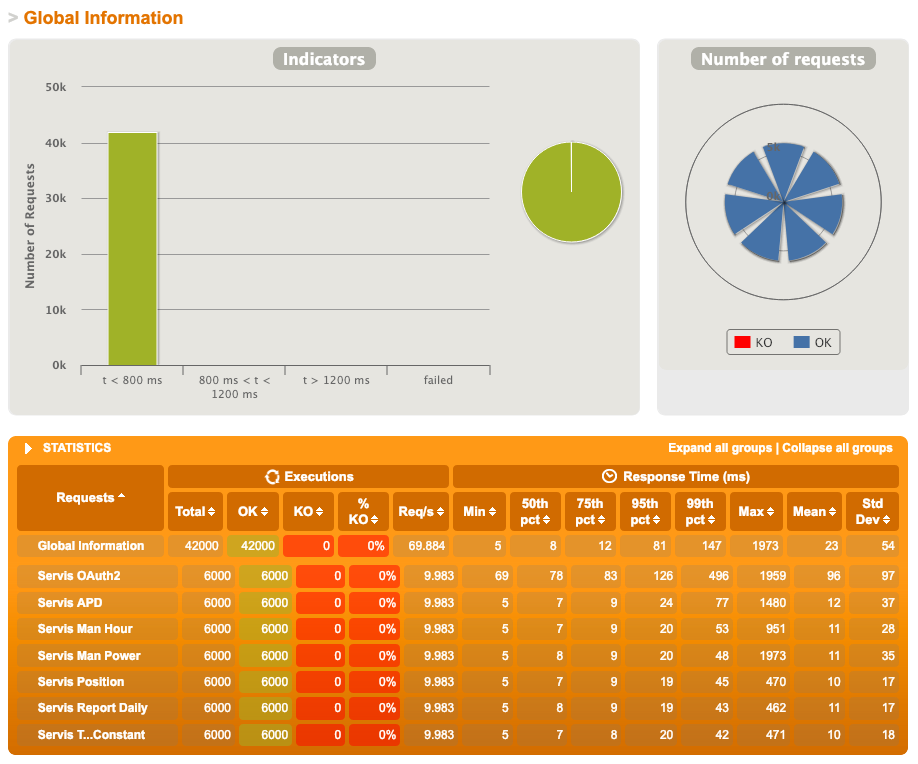 > Global Information
Indicators
50k
40k
30k
20k
10k
0k
Number of Requests
t < 800 ms
800 ms < t < 1200 ms
t > 1200 ms
failed
Number of requests
KO OK
STATISTICS Expand all groups | Collapse all groups
Executions Response Time (ms)
Requests Total OK KO % KO Req/s Min 50th pct 75th pct 95th pct 99th pct Max Mean Std Dev
Global Information 42000 42000 0 0% 69.884 5 8 12 81 147 1973 23 54
Servis OAuth2 6000 6000 0 0% 9.983 69 78 83 126 496 1959 96 97
Servis APD 6000 6000 0 0% 9.983 5 7 9 24 77 1480 12 37
Servis Man Hour 6000 6000 0 0% 9.983 5 7 9 20 53 951 11 28
Servis Man Power 6000 6000 0 0% 9.983 5 8 9 20 48 1973 11 35
Servis Position 6000 6000 0 0% 9.983 5 7 9 19 45 470 10 17
Servis Report Daily 6000 6000 0 0% 9.983 5 8 9 19 43 462 11 17
Servis T...Constant 6000 6000 0 0% 9.983 5 7 8 20 42 471 10 18